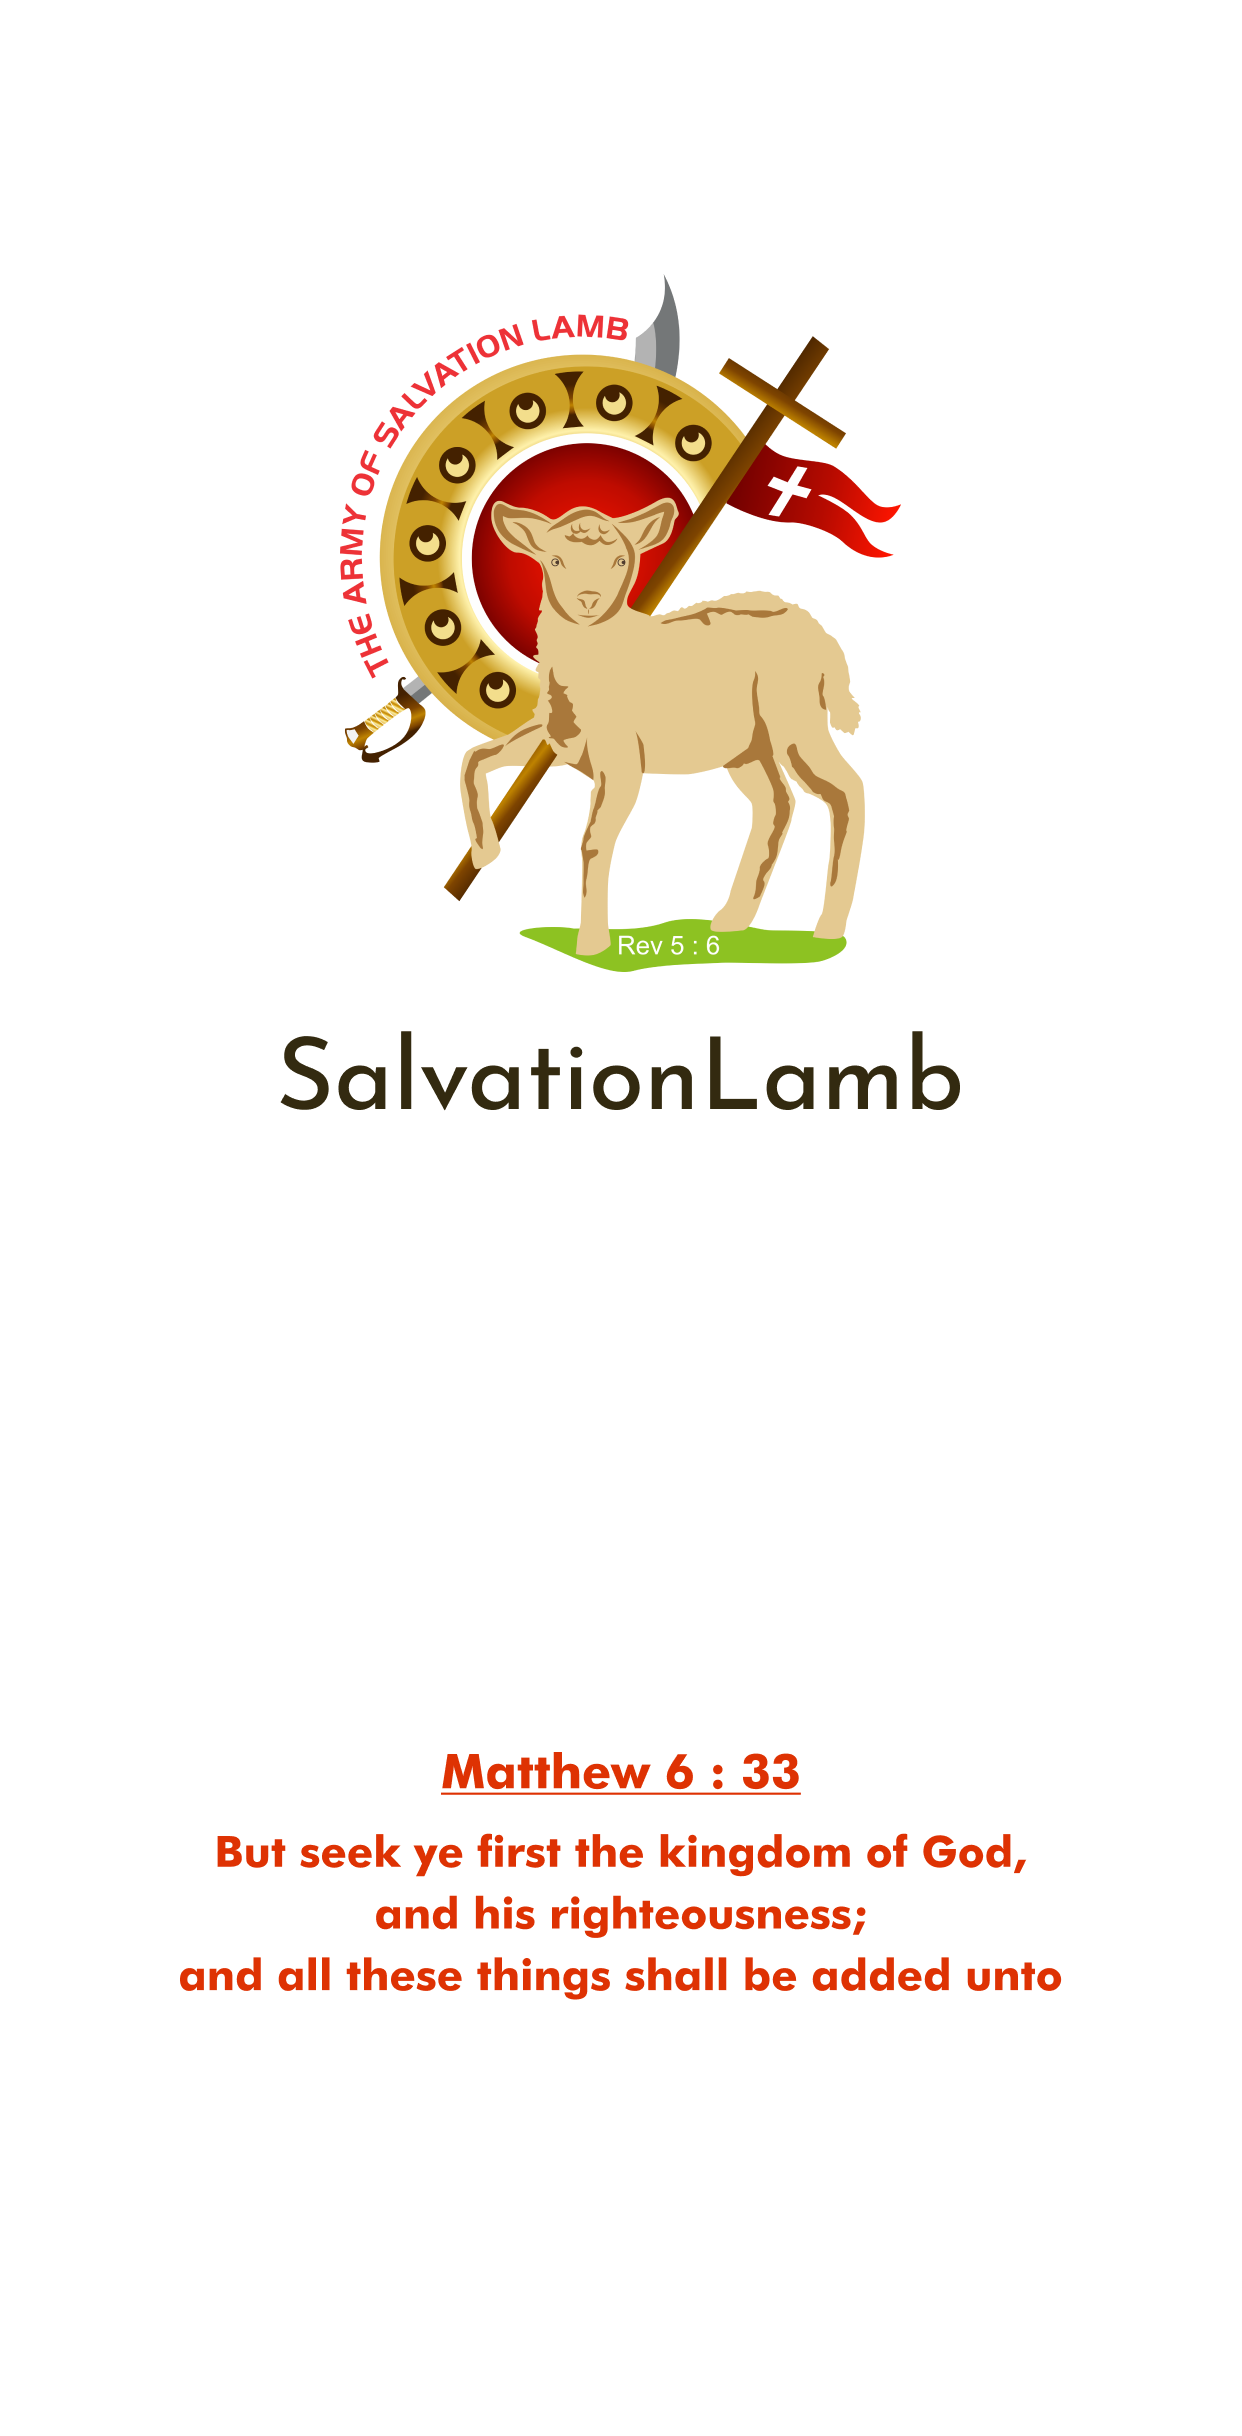 THE ARMY OF SALVATION LAMB
Rev 5 : 6
SalvationLamb
Matthew 6 : 33
But seek ye first the kingdom of God,
and his righteousness;
and all these things shall be added unto